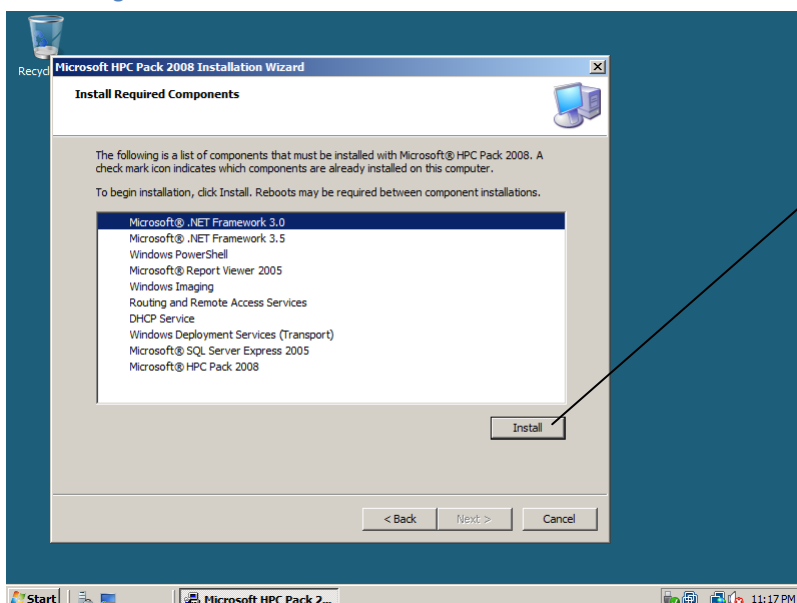 Recycl
Microsoft HPC Pack 2008 Installation Wizard
Install Required Components
The following is a list of components that must be installed with Microsoft® HPC Pack 2008. A
check mark icon indicates which components are already installed on this computer.
To begin installation, click Install. Reboots may be required between component installations.
Microsoft® .NET Framework 3.0
Microsoft® .NET Framework 3.5
Windows PowerShell
Microsoft® Report Viewer 2005
Windows Imaging
Routing and Remote Access Services
DHCP Service
Windows Deployment Services (Transport)
Microsoft® SQL Server Express 2005
Microsoft® HPC Pack 2008
Install
< Back Next > Cancel
Start Microsoft HPC Pack 2... 11:17 PM